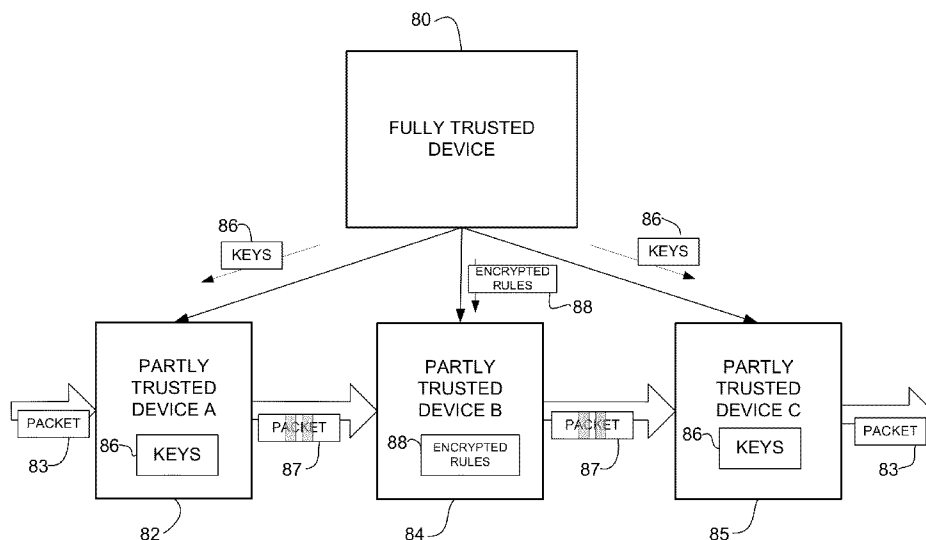 80
FULLY TRUSTED
DEVICE
86
KEYS
86
KEYS
ENCRYPTED
RULES
88
PARTLY
TRUSTED
DEVICE A
PARTLY
TRUSTED
DEVICE B
PARTLY
TRUSTED
DEVICE C
PACKET
83
86
KEYS
PACKET
87
88
ENCRYPTED
RULES
PACKET
87
86
KEYS
PACKET
83
82
84
85